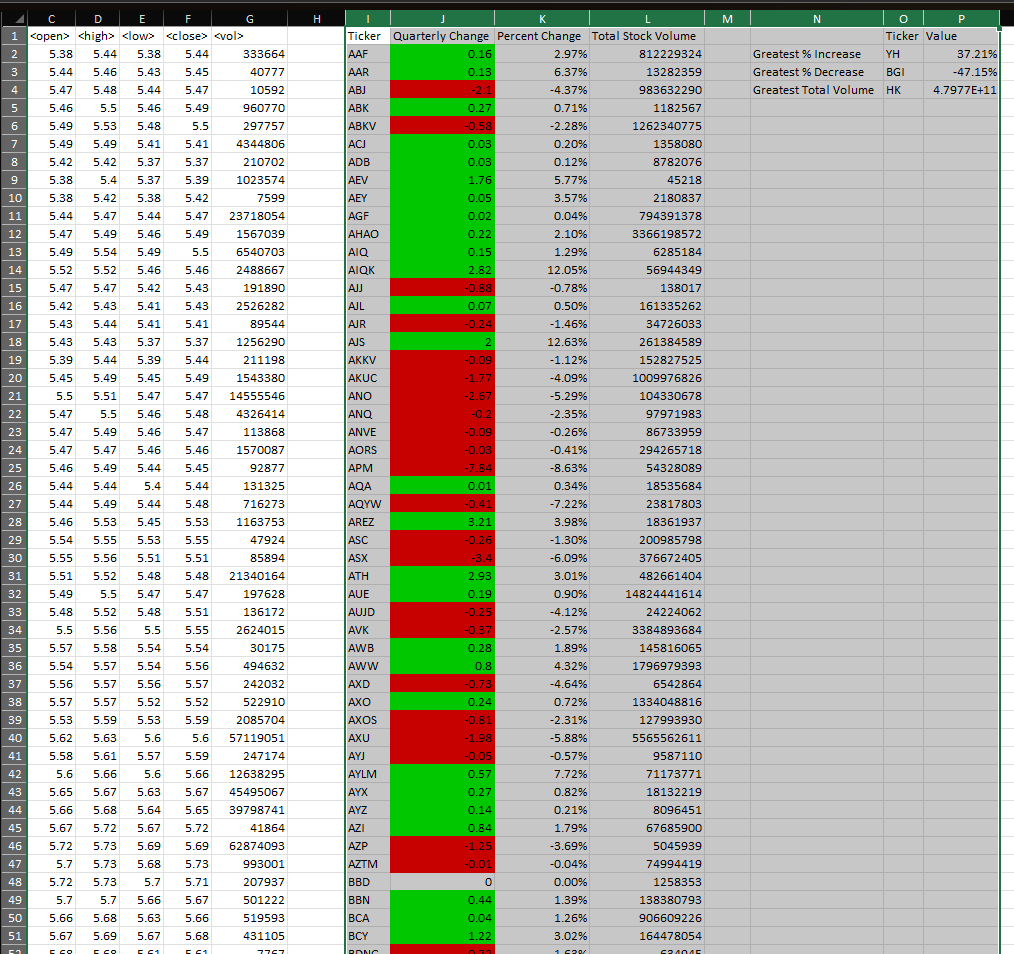 C D E F G H I J K L M N O P
1 <open> <high> <low> <close> <vol> Ticker Quarterly Change Percent Change Total Stock Volume Ticker Value
2 5.38 5.44 5.38 5.44 333664 AAF 0.16 2.97% 812229324 Greatest % Increase YH 37.21%
3 5.44 5.46 5.43 5.45 40777 AAR 0.13 6.37% 13282359 Greatest % Decrease BGI -47.15%
4 5.47 5.48 5.44 5.47 10592 ABJ -2.1 -4.37% 983632290 Greatest Total Volume HK 4.7977E+11
5 5.46 5.5 5.46 5.49 960770 ABK 0.27 0.71% 1182567
6 5.49 5.53 5.48 5.5 297757 ABKV -0.58 -2.28% 1262340775
7 5.49 5.49 5.41 5.41 4344806 ACJ 0.03 0.20% 1358080
8 5.42 5.42 5.37 5.37 210702 ADB 0.03 0.12% 8782076
9 5.38 5.4 5.37 5.39 1023574 AEV 1.76 5.77% 45218
10 5.38 5.42 5.38 5.42 7599 AEY 0.05 3.57% 2180837
11 5.44 5.47 5.44 5.47 23718054 AGF 0.02 0.04% 794391378
12 5.47 5.49 5.46 5.49 1567039 AHAO 0.22 2.10% 3366198572
13 5.49 5.54 5.49 5.5 6540703 AIQ 0.15 1.29% 6285184
14 5.52 5.52 5.46 5.46 2488667 AIQK 2.82 12.05% 56944349
15 5.47 5.47 5.42 5.43 191890 AJJ -0.88 -0.78% 138017
16 5.42 5.43 5.41 5.43 2526282 AJL 0.07 0.50% 161335262
17 5.43 5.44 5.41 5.41 89544 AJR -0.24 -1.46% 34726033
18 5.43 5.43 5.37 5.37 1256290 AJS 2 12.63% 261384589
19 5.39 5.44 5.39 5.44 211198 AKKV -0.09 -1.12% 152827525
20 5.45 5.49 5.45 5.49 1543380 AKUC -1.77 -4.09% 1009976826
21 5.5 5.51 5.47 5.47 14555546 ANO -2.67 -5.29% 104330678
22 5.47 5.5 5.46 5.48 4326414 ANQ -0.2 -2.35% 97971983
23 5.47 5.49 5.46 5.47 113868 ANVE -0.09 -0.26% 86733959
24 5.47 5.47 5.46 5.46 1570087 AORS -0.03 -0.41% 294265718
25 5.46 5.49 5.44 5.45 92877 APM -7.84 -8.63% 54328089
26 5.44 5.44 5.4 5.44 131325 AQA 0.01 0.34% 18535684
27 5.44 5.49 5.44 5.48 716273 AQYW -0.41 -7.22% 23817803
28 5.46 5.53 5.45 5.53 1163753 AREZ 3.21 3.98% 18361937
29 5.54 5.55 5.53 5.55 47924 ASC -0.26 -1.30% 200985798
30 5.55 5.56 5.51 5.51 85894 ASX -3.4 -6.09% 376672405
31 5.51 5.52 5.48 5.48 21340164 ATH 2.93 3.01% 482661404
32 5.49 5.5 5.47 5.47 197628 AUE 0.19 0.90% 14824441614
33 5.48 5.52 5.48 5.51 136172 AUJD -0.25 -4.12% 24224062
34 5.5 5.56 5.5 5.55 2624015 AVK -0.37 -2.57% 3384893684
35 5.57 5.58 5.54 5.54 30175 AWB 0.28 1.89% 145816065
36 5.54 5.57 5.54 5.56 494632 AWW 0.8 4.32% 1796979393
37 5.56 5.57 5.56 5.57 242032 AXD -0.73 -4.64% 6542864
38 5.57 5.57 5.52 5.52 522910 AXO 0.24 0.72% 1334048816
39 5.53 5.59 5.53 5.59 2085704 AXOS -0.81 -2.31% 127993930
40 5.62 5.63 5.6 5.6 57119051 AXU -1.98 -5.88% 5565562611
41 5.58 5.61 5.57 5.59 247174 AYJ -0.05 -0.57% 9587110
42 5.6 5.66 5.6 5.66 12638295 AYLM 0.57 7.72% 71173771
43 5.65 5.67 5.63 5.67 45495067 AYX 0.27 0.82% 18132219
44 5.66 5.68 5.64 5.65 39798741 AYZ 0.14 0.21% 8096451
45 5.67 5.72 5.67 5.72 41864 AZI 0.84 1.79% 67685900
46 5.72 5.73 5.69 5.69 62874093 AZP -1.25 -3.69% 5045939
47 5.7 5.73 5.68 5.73 993001 AZTM -0.01 -0.04% 74994419
48 5.72 5.73 5.7 5.71 207937 BBD 0 0.00% 1258353
49 5.7 5.7 5.66 5.67 501222 BBN 0.44 1.39% 138380793
50 5.66 5.68 5.63 5.66 519593 BCA 0.04 1.26% 906609226
51 5.67 5.69 5.67 5.68 431105 BCY 1.22 3.02% 164478054